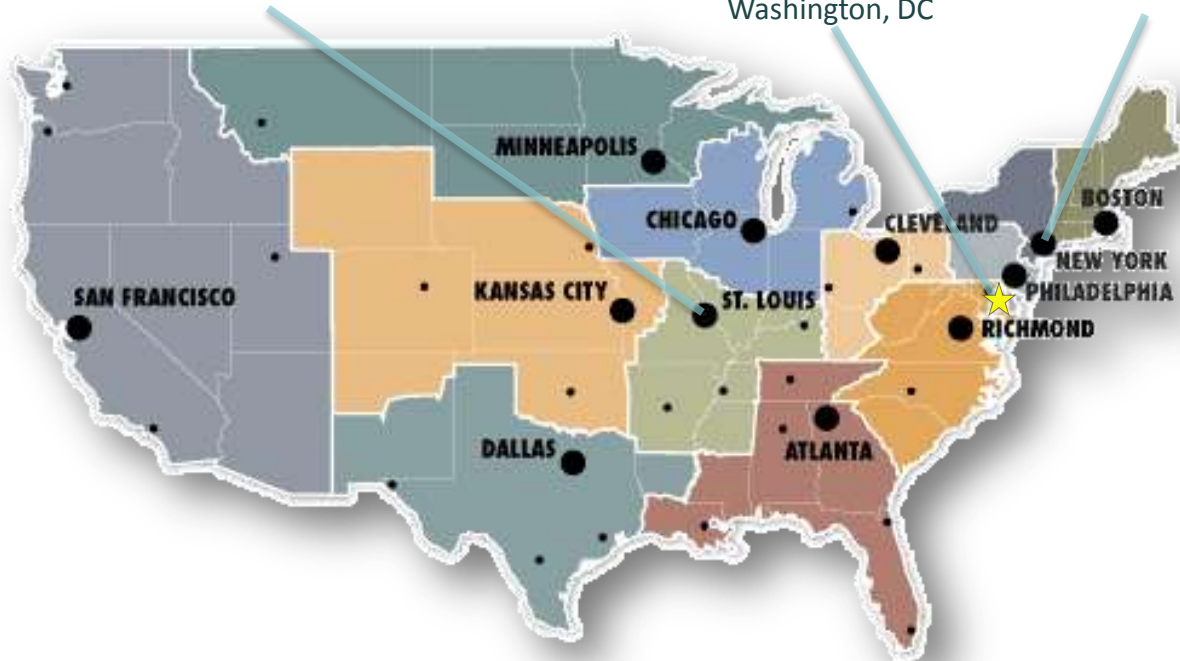 Washington, DC
MINNEAPOLIS
BOSTON
CHICAGO
CLEVELAND
NEW YORK
KANSAS CITY
ST. LOUIS
PHILADELPHIA
SAN FRANCISCO
RICHMOND
DALLAS
ATLANTA